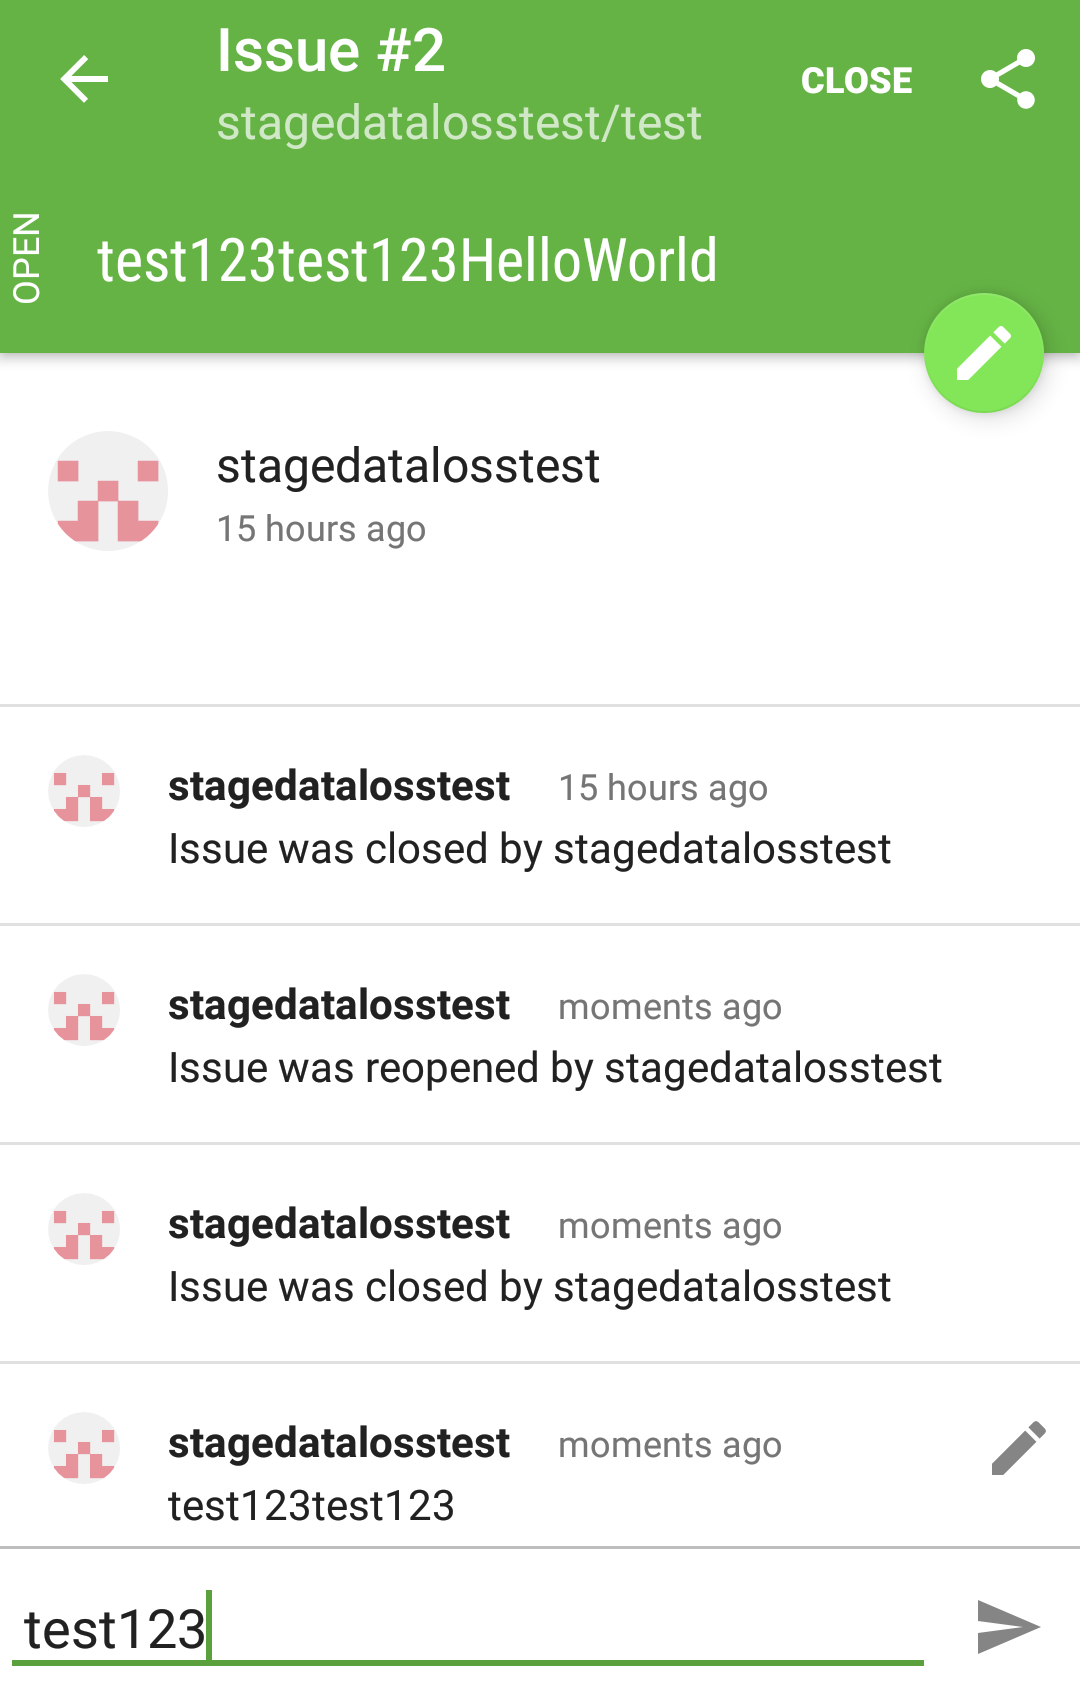 Issue #2
stagedatalosstest/test
CLOSE
OPEN
test123test123HelloWorld
stagedatalosstest
15 hours ago
stagedatalosstest 15 hours ago
Issue was closed by stagedatalosstest
stagedatalosstest moments ago
Issue was reopened by stagedatalosstest
stagedatalosstest moments ago
Issue was closed by stagedatalosstest
stagedatalosstest moments ago
test123test123
test123